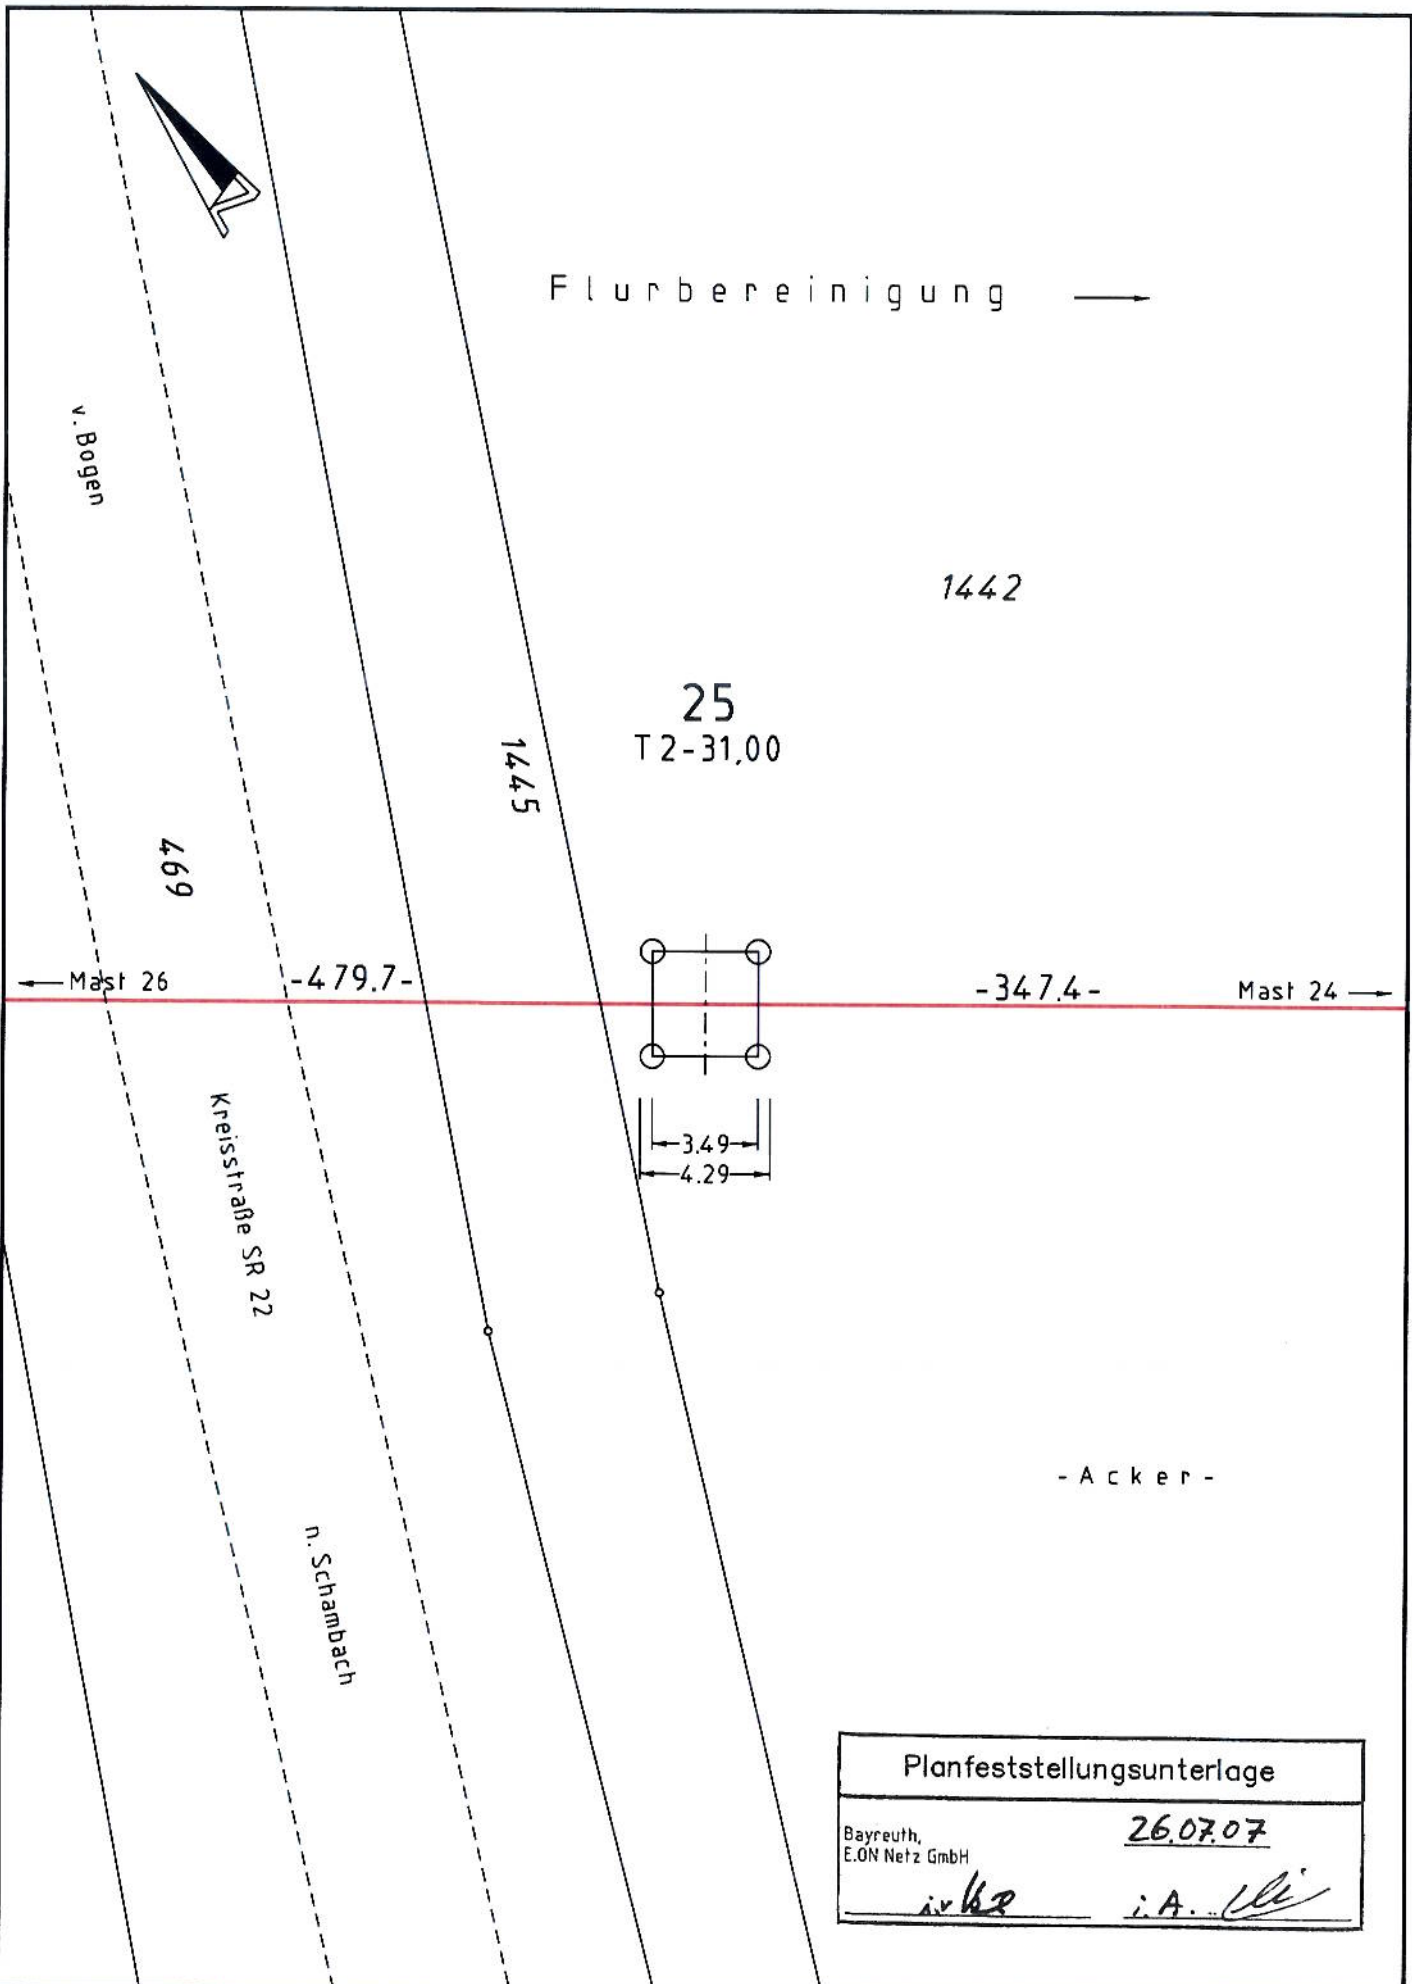 Flurbereinigung
v. Bogen
1442
25
T2-31,00
1445
469
Mast 26
-479.7-
-347.4-
Mast 24
3.49
4.29
Kreisstraße SR 22
n. Schambach
-Acker-
Planfeststellungsunterlage
Bayreuth,
E.ON Netz GmbH
26.07.07
i.V.
i.A.